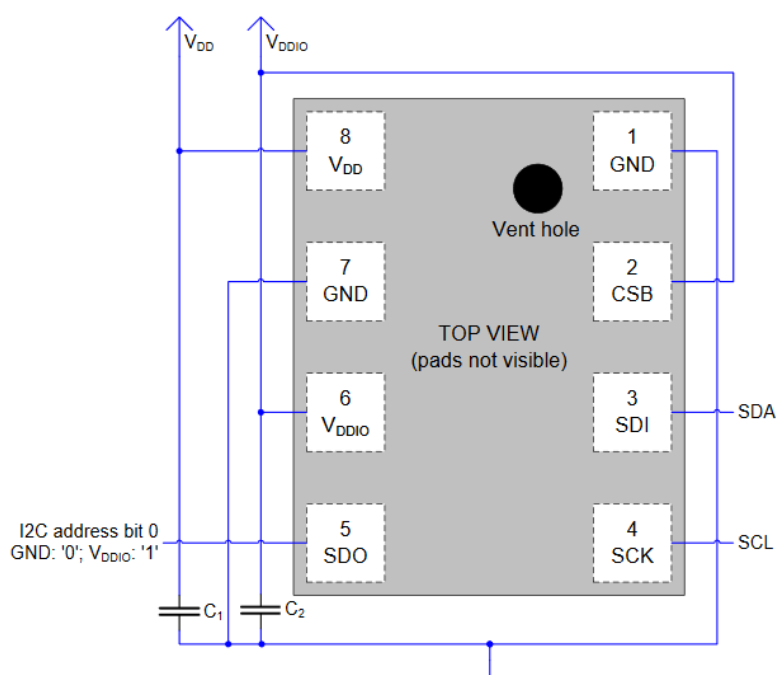 VDD
VDDIO
8
VDD
1
GND
Vent hole
7
GND
2
CSB
TOP VIEW
(pads not visible)
6
VDDIO
3
SDI
SDA
I2C address bit 0
GND: '0'; VDDIO: '1'
5
SDO
4
SCK
SCL
C1
C2